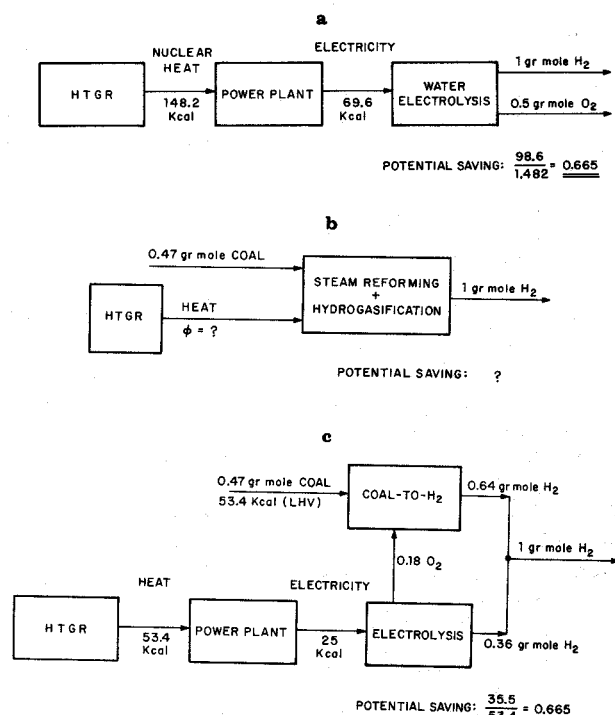 a
NUCLEAR
HEAT
ELECTRICITY
HTGR
148.2
Kcal
POWER PLANT
69.6
Kcal
WATER
ELECTROLYSIS
1 gr mole H₂
0.5 gr mole O₂
POTENTIAL SAVING: 98.6 / 1.482 = 0.665
b
0.47 gr mole COAL
HTGR
HEAT
ϕ = ?
STEAM REFORMING
+
HYDROGASIFICATION
1 gr mole H₂
POTENTIAL SAVING: ?
c
0.47 gr mole COAL
53.4 Kcal (LHV)
COAL-TO-H₂
0.64 gr mole H₂
0.18 O₂
1 gr mole H₂
HEAT
ELECTRICITY
HTGR
53.4
Kcal
POWER PLANT
25
Kcal
ELECTROLYSIS
0.36 gr mole H₂
POTENTIAL SAVING: 35.5 / 53.4 = 0.665